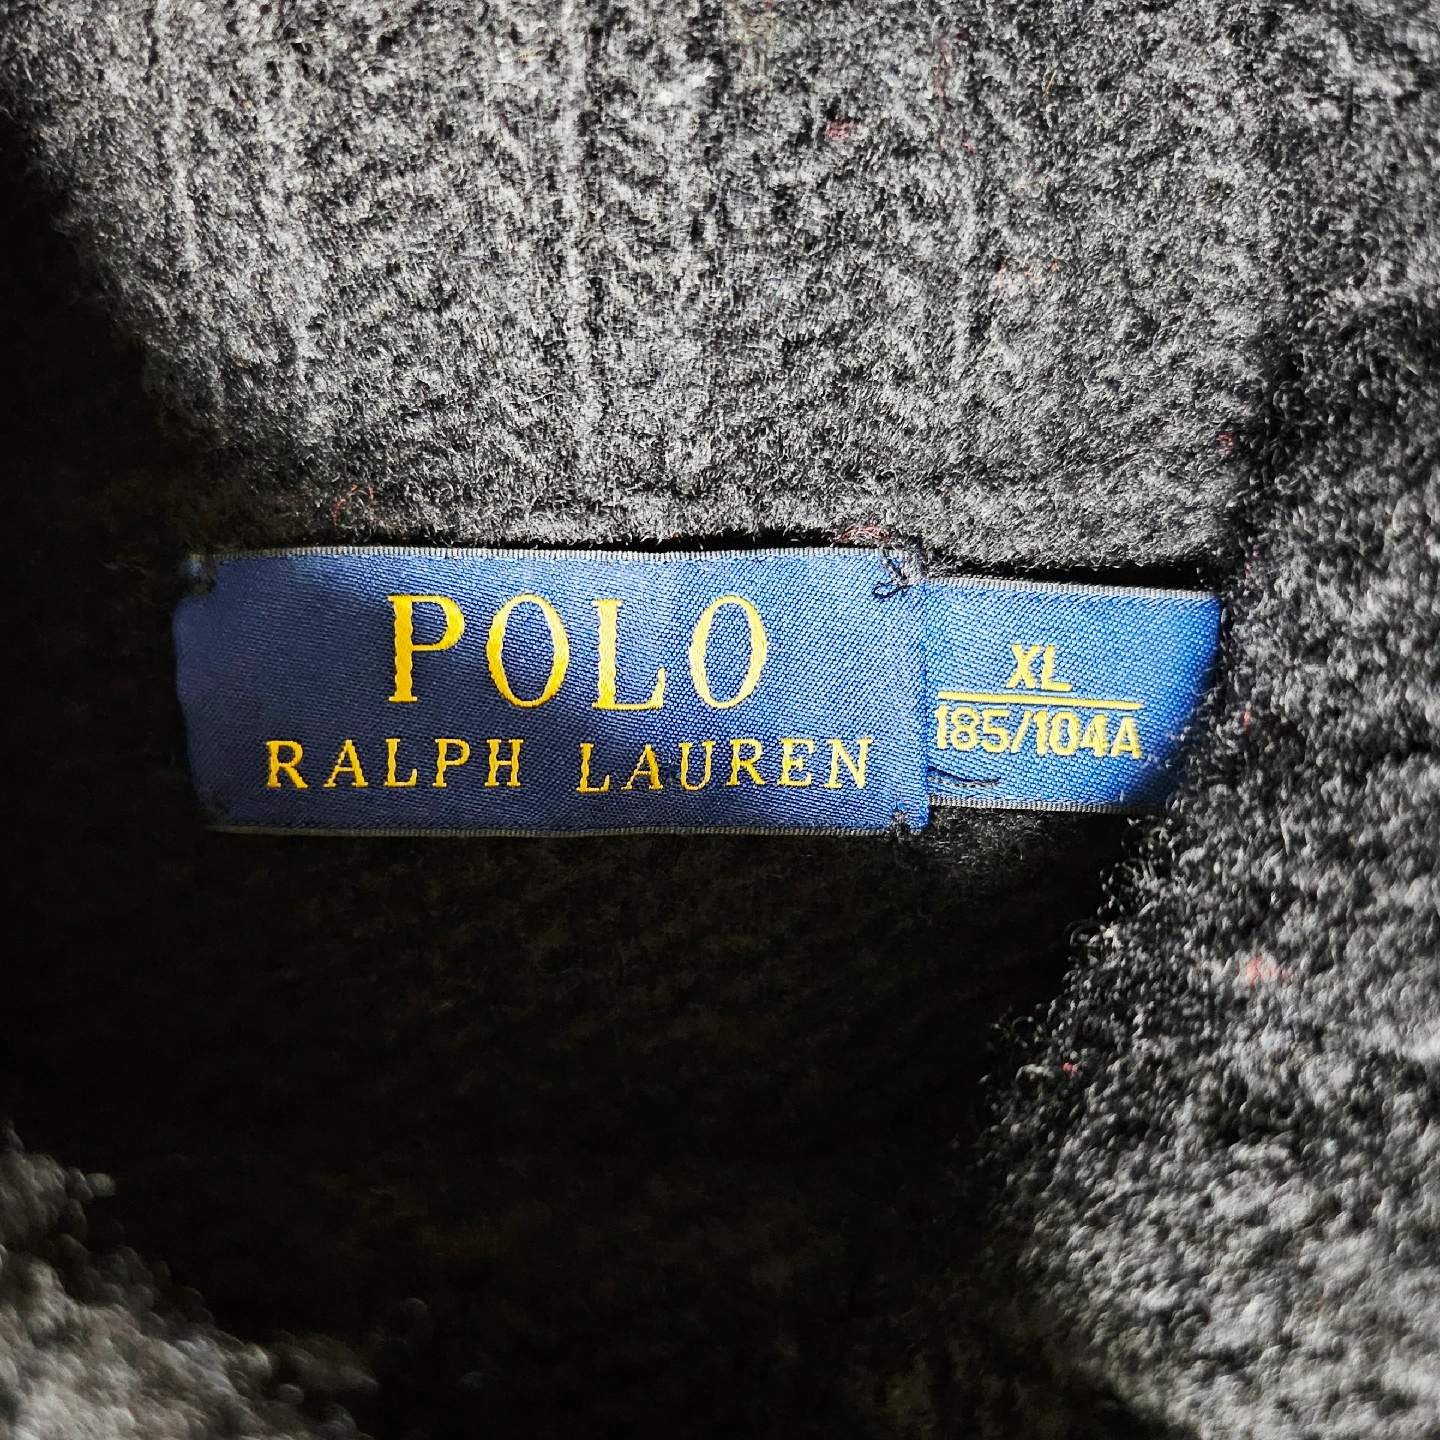 POLO
RALPH LAUREN
XL
185/104A